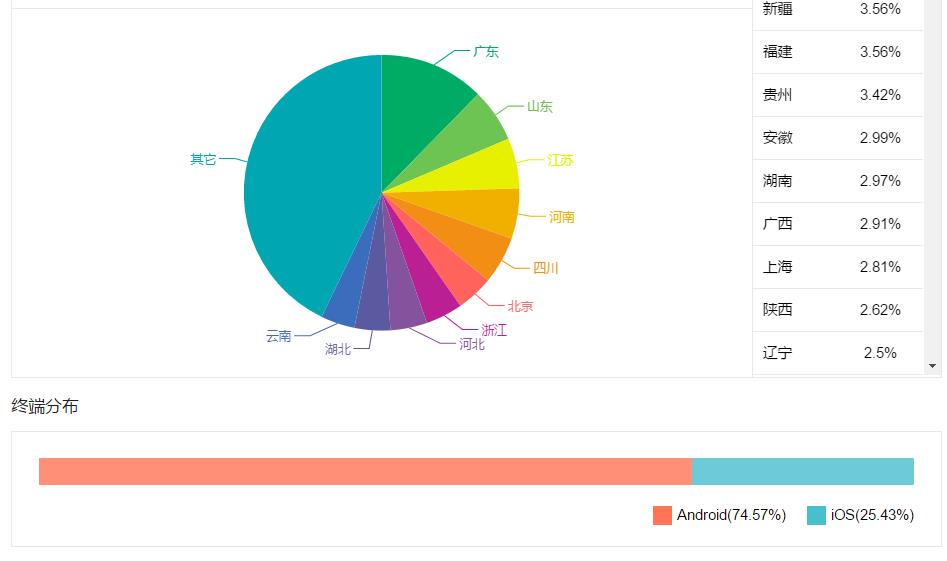 广东
山东
江苏
河南
四川
北京
浙江
河北
湖北
云南
其它
新疆 3.56%
福建 3.56%
贵州 3.42%
安徽 2.99%
湖南 2.97%
广西 2.91%
上海 2.81%
陕西 2.62%
辽宁 2.5%
终端分布
Android(74.57%) iOS(25.43%)